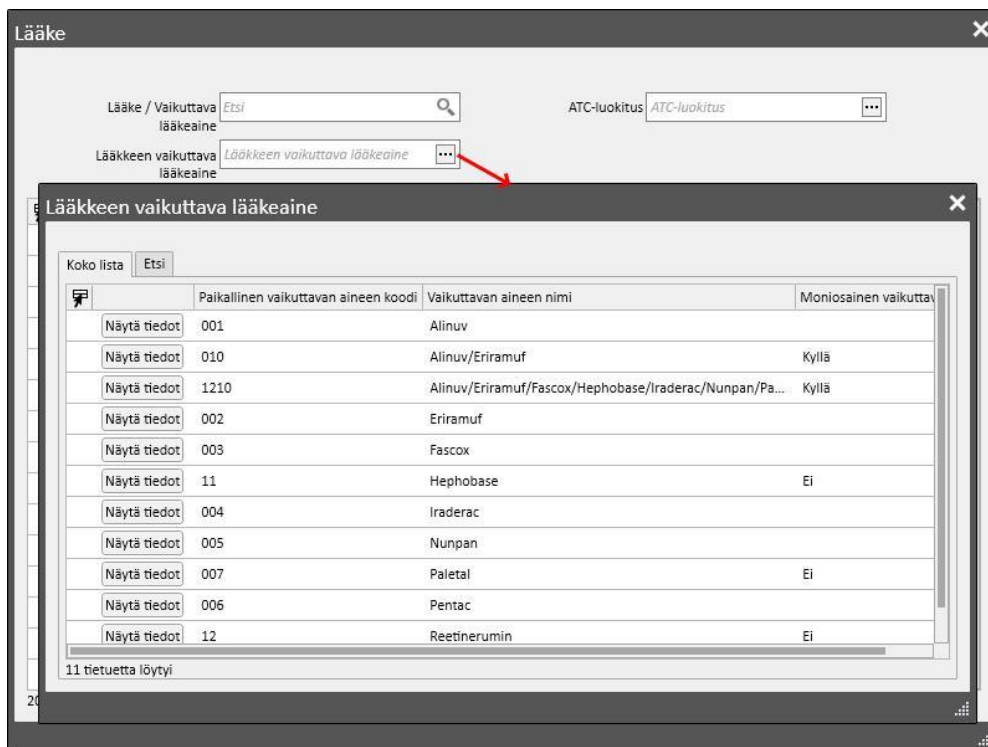 Lääke
Lääke / Vaikuttava
lääkeaine
Etsi
ATC-luokitus ATC-luokitus
Lääkkeen vaikuttava
lääkeaine
Lääkkeen vaikuttava lääkeaine
Lääkkeen vaikuttava lääkeaine
Koko lista Etsi
Paikallinen vaikuttavan aineen koodi Vaikuttavan aineen nimi Moniosainen vaikuttav
Näytä tiedot 001 Alinuv
Näytä tiedot 010 Alinuv/Eriramuf Kyllä
Näytä tiedot 1210 Alinuv/Eriramuf/Fascox/Hephobase/Iraderac/Nunpan/Pa... Kyllä
Näytä tiedot 002 Eriramuf
Näytä tiedot 003 Fascox
Näytä tiedot 11 Hephobase Ei
Näytä tiedot 004 Iraderac
Näytä tiedot 005 Nunpan
Näytä tiedot 007 Paletal Ei
Näytä tiedot 006 Pentac
Näytä tiedot 12 Reetinerumin Ei
11 tietuetta löytyi